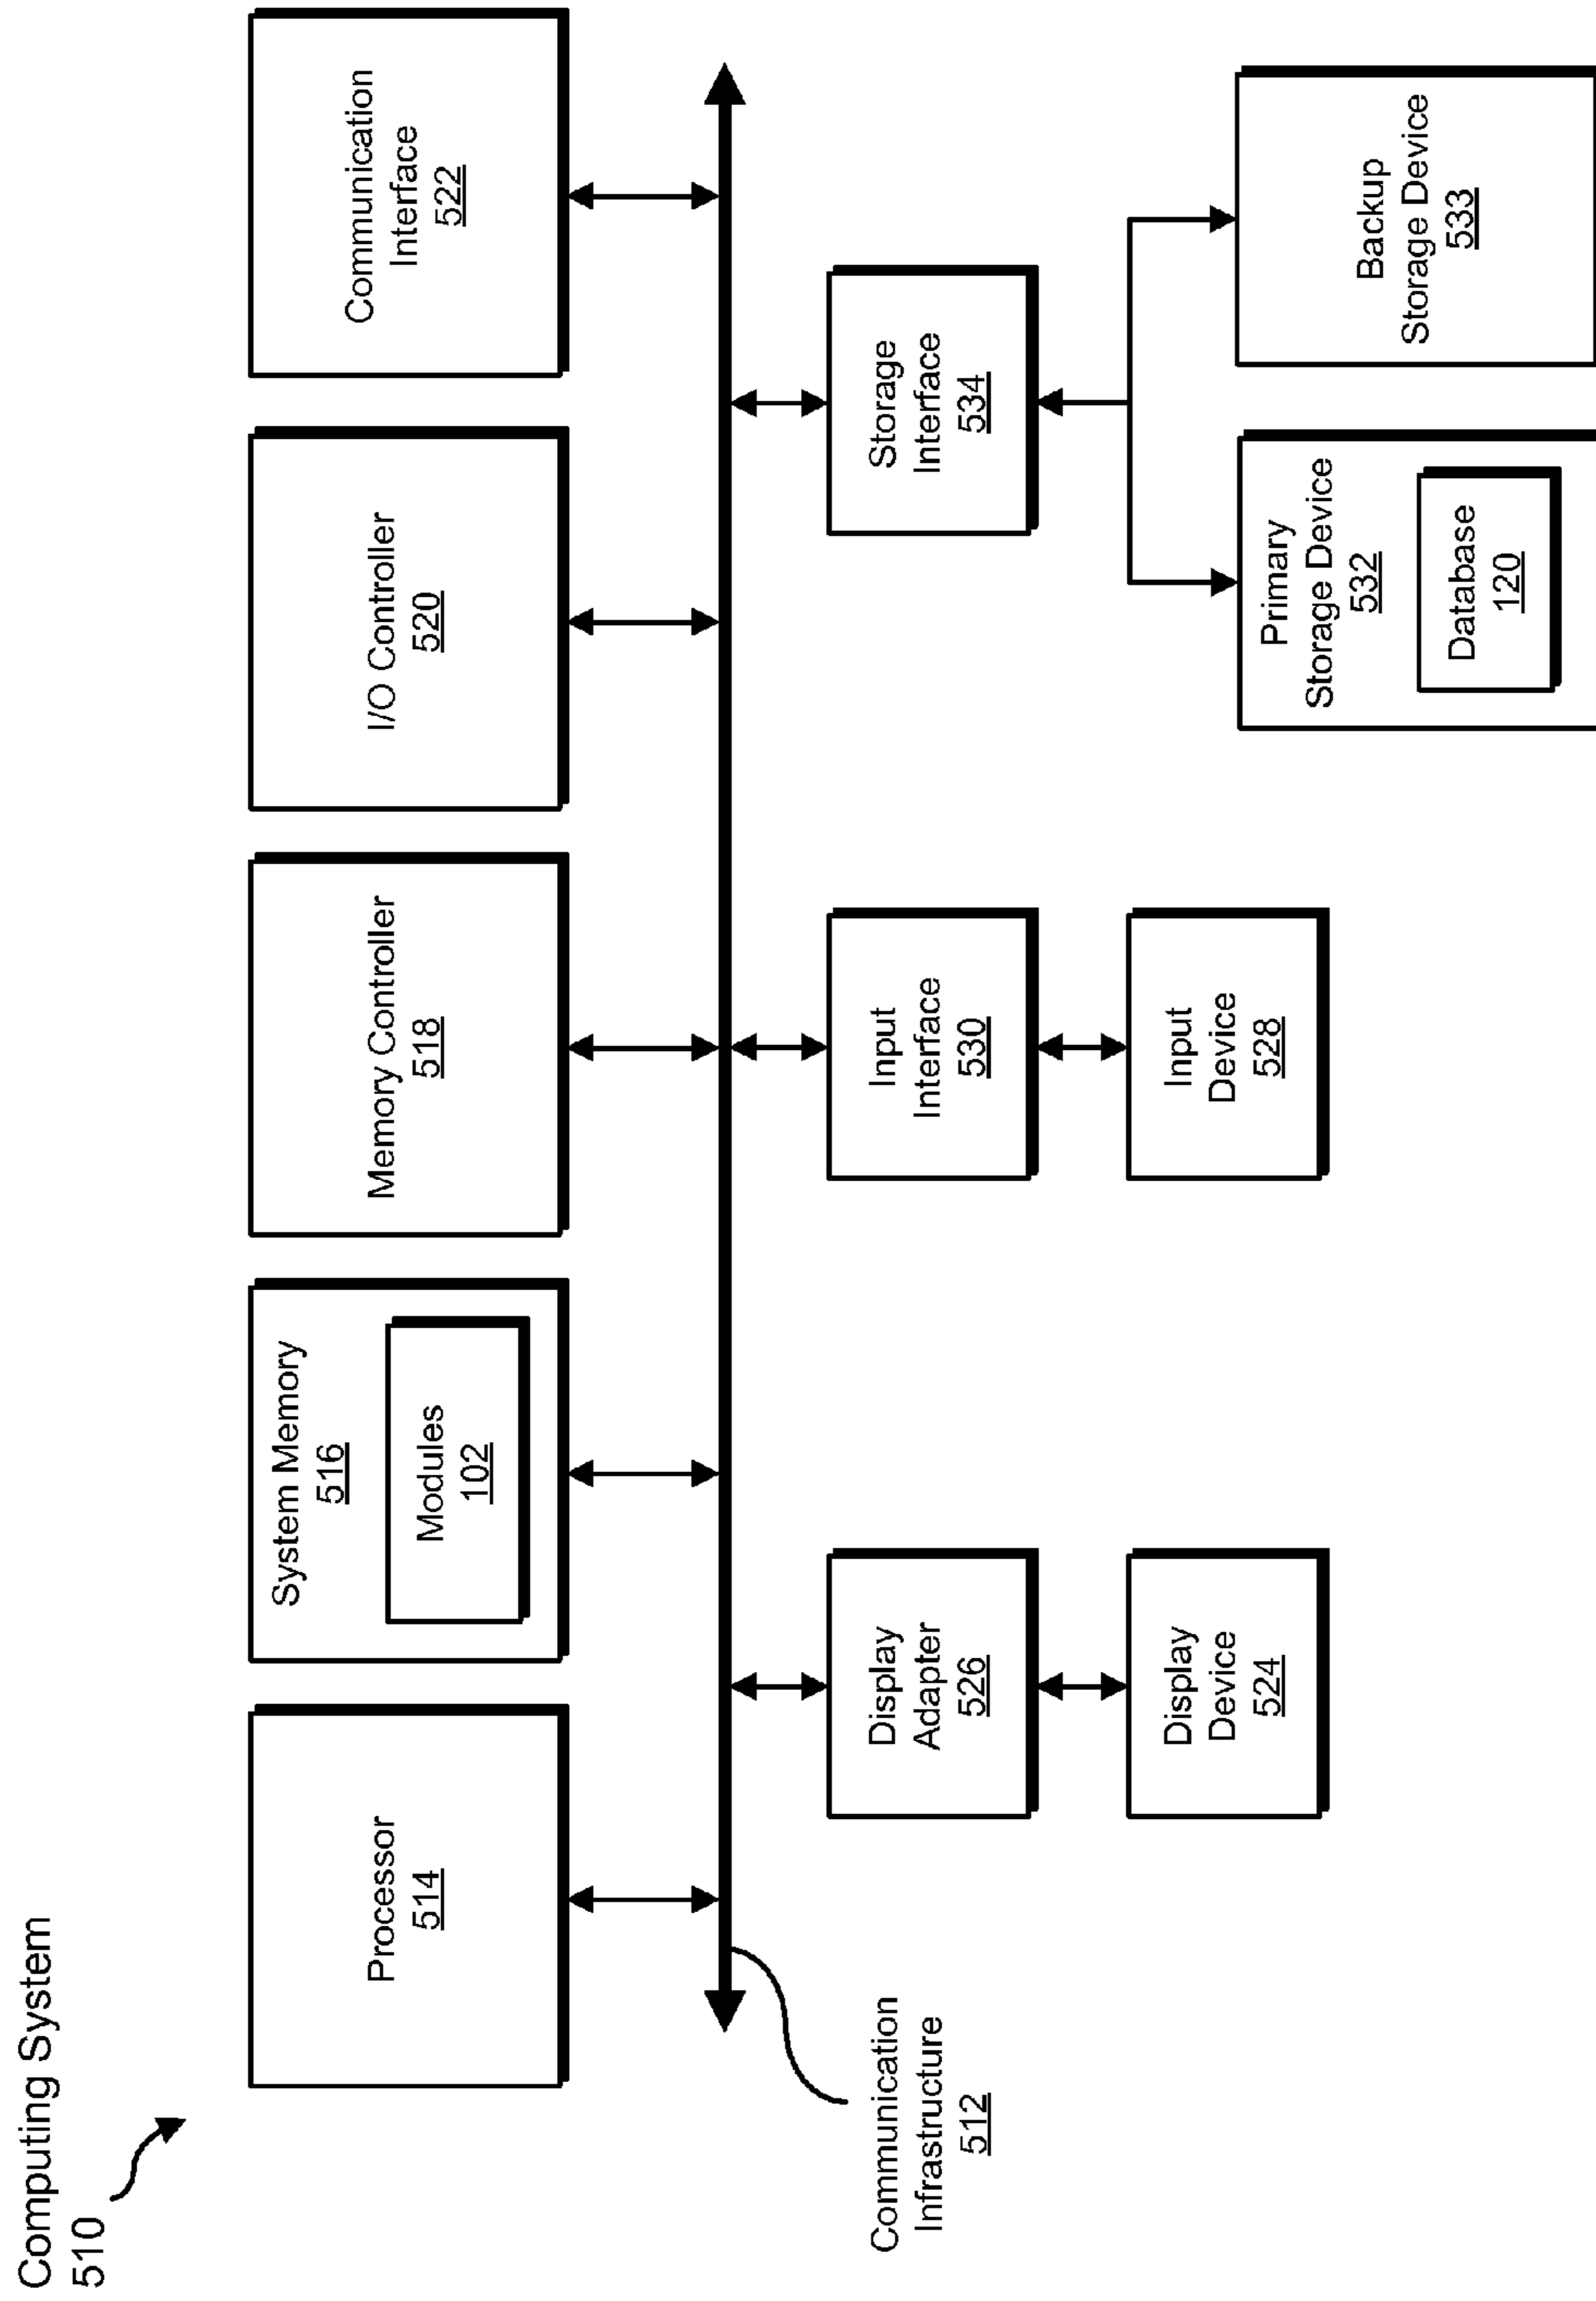 Computing System
510
Processor
514
System Memory
516
Modules
102
Memory Controller
518
I/O Controller
520
Communication
Interface
522
Communication
Infrastructure
512
Display
Adapter
526
Input
Interface
530
Storage
Interface
534
Display
Device
524
Input
Device
528
Primary
Storage Device
532
Database
120
Backup
Storage Device
533